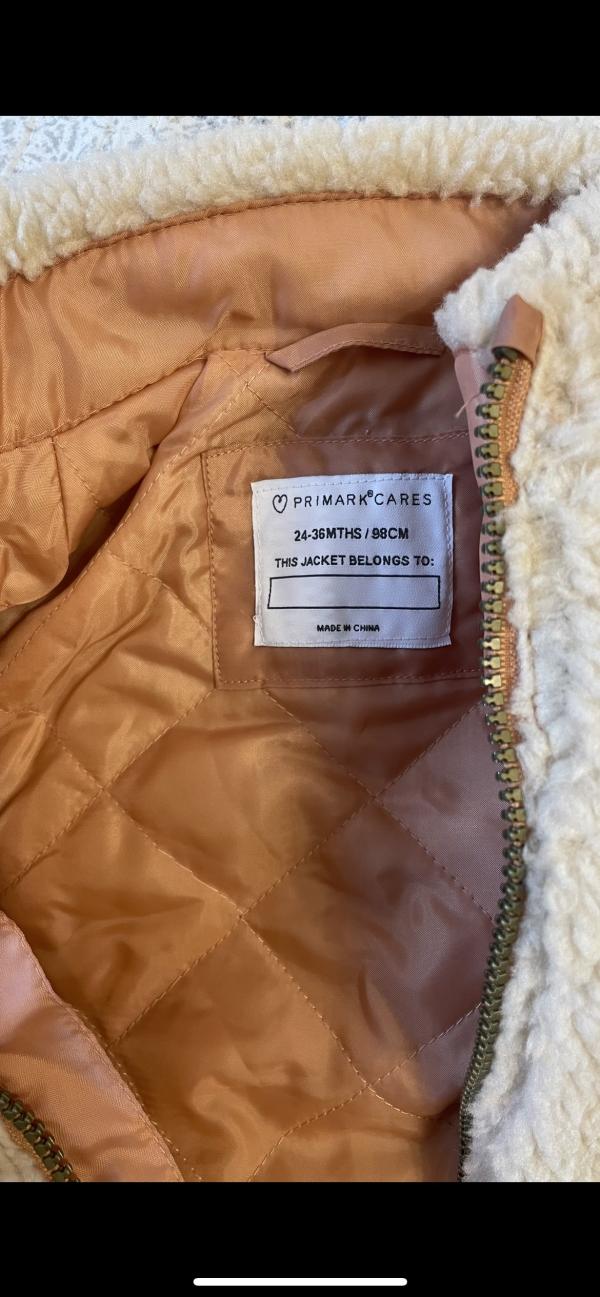 PRIMARK® CARES
24-36MTHS / 98CM
THIS JACKET BELONGS TO:
MADE IN CHINA